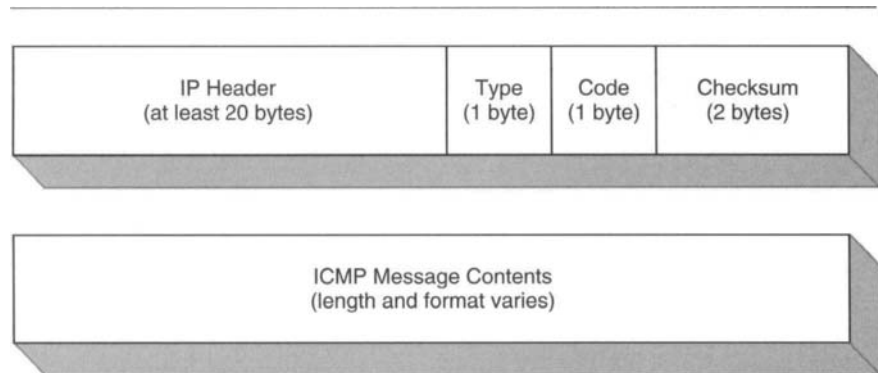 IP Header
(at least 20 bytes)
Type
(1 byte)
Code
(1 byte)
Checksum
(2 bytes)
ICMP Message Contents
(length and format varies)